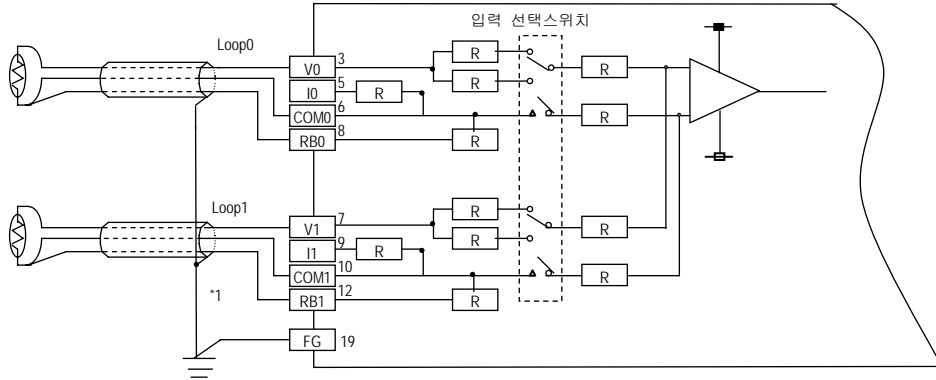 입력 선택스위치
Loop0
V0 3
R
R
R
I0 5
R
COM0 6
R
RB0 8
R
Loop1
V1 7
R
R
R
I1 9
R
COM1 10
R
*1
RB1 12
R
FG 19